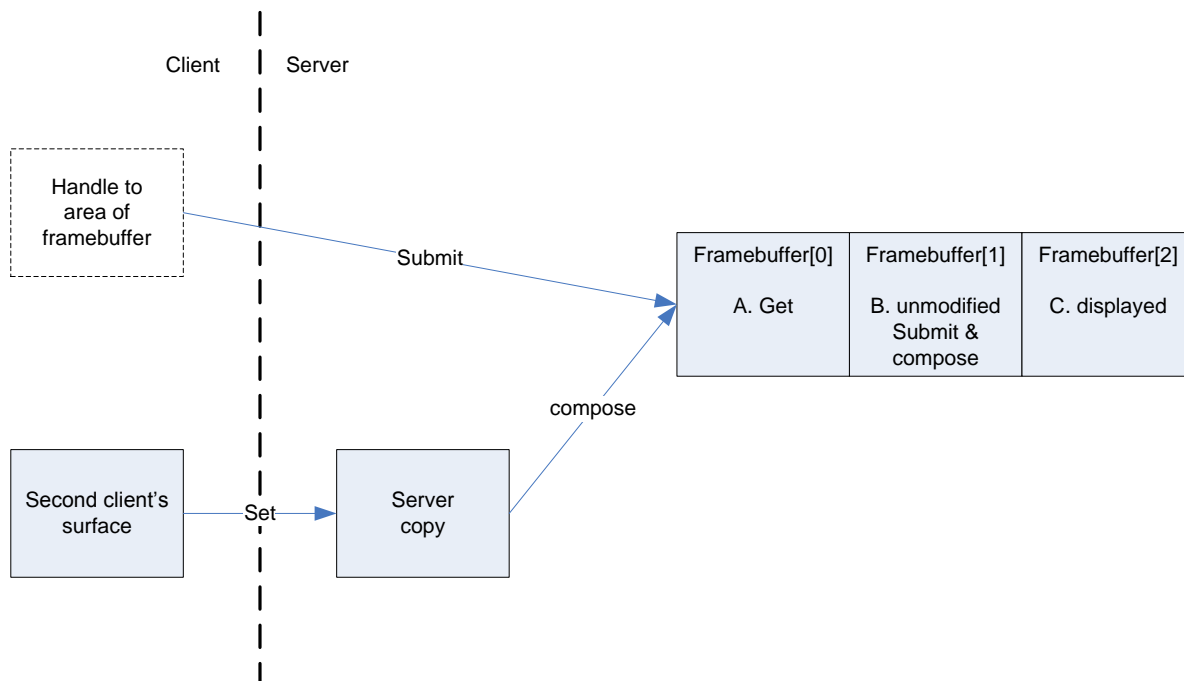 Client
Server
Handle to
area of
framebuffer
Submit
Framebuffer[0]
A. Get
Framebuffer[1]
B. unmodified
Submit &
compose
Framebuffer[2]
C. displayed
compose
Second client’s
surface
Set
Server
copy